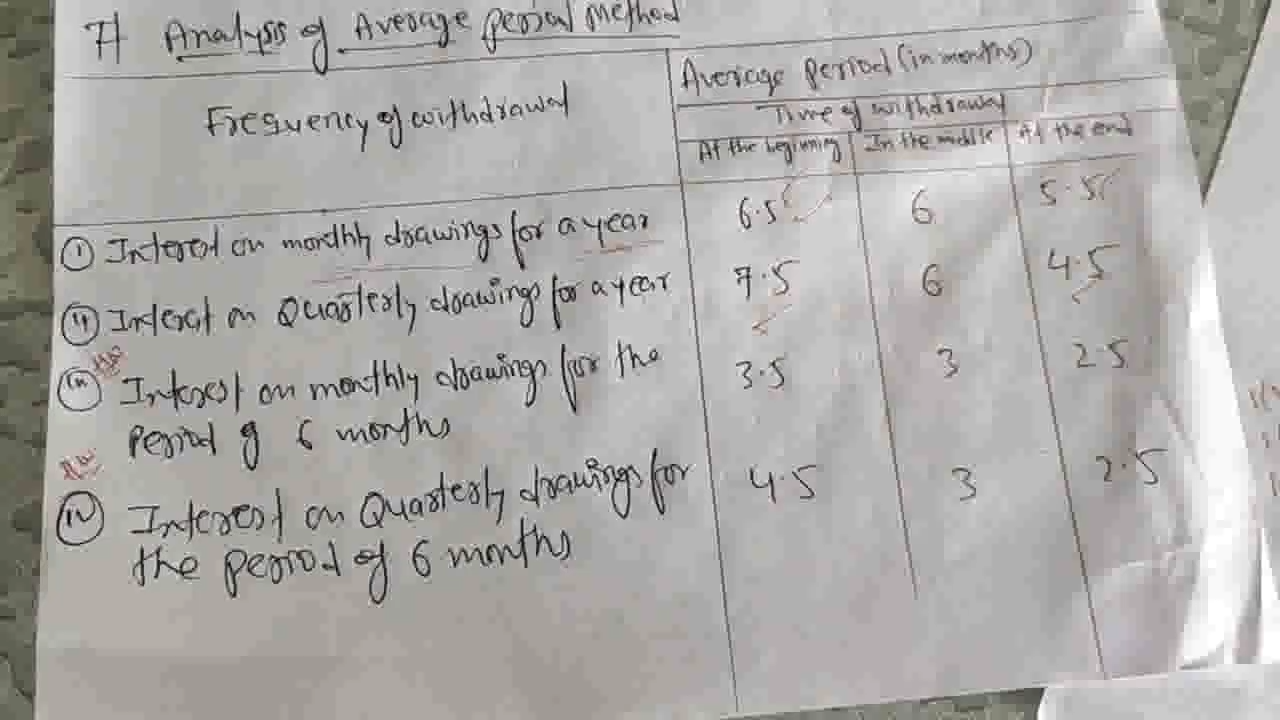 7) Analysis of Average period Method
Frequency of withdrawal
Average period (in months)
Time of withdrawal
At the beginning In the middle At the end
① Interest on monthly drawings for a year 6.5 6 5.5
② Interest on Quarterly drawings for a year 7.5 6 4.5
③ Interest on monthly drawings for the 3.5 3 2.5
period of 6 months
④ Interest on Quarterly drawings for 4.5 3 2.5
the period of 6 months